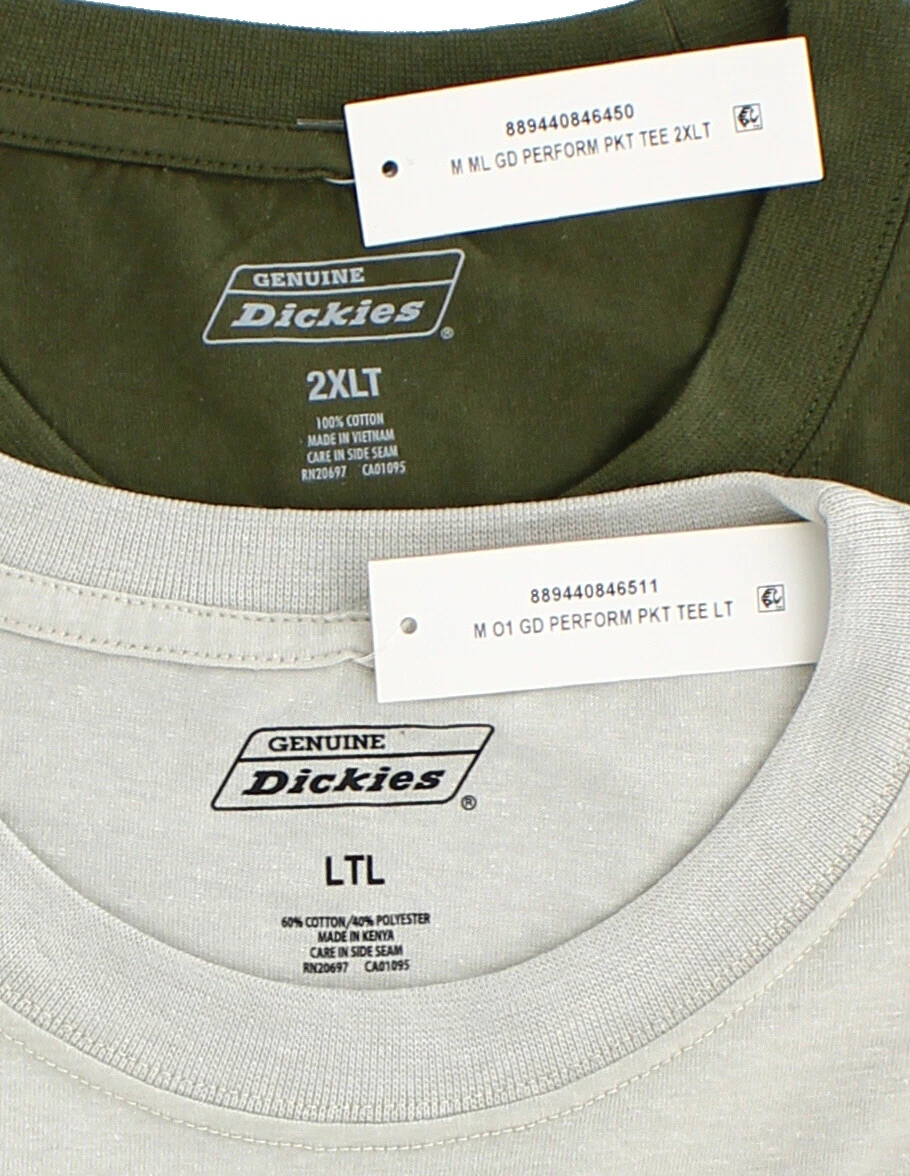 889440846450
M ML GD PERFORM PKT TEE 2XLT
GENUINE
Dickies®
2XLT
100% COTTON
MADE IN VIETNAM
CARE IN SIDE SEAM
RN20697 CA01095
889440846511
M O1 GD PERFORM PKT TEE LT
GENUINE
Dickies®
LTL
60% COTTON/40% POLYESTER
MADE IN KENYA
CARE IN SIDE SEAM
RN20697 CA01095